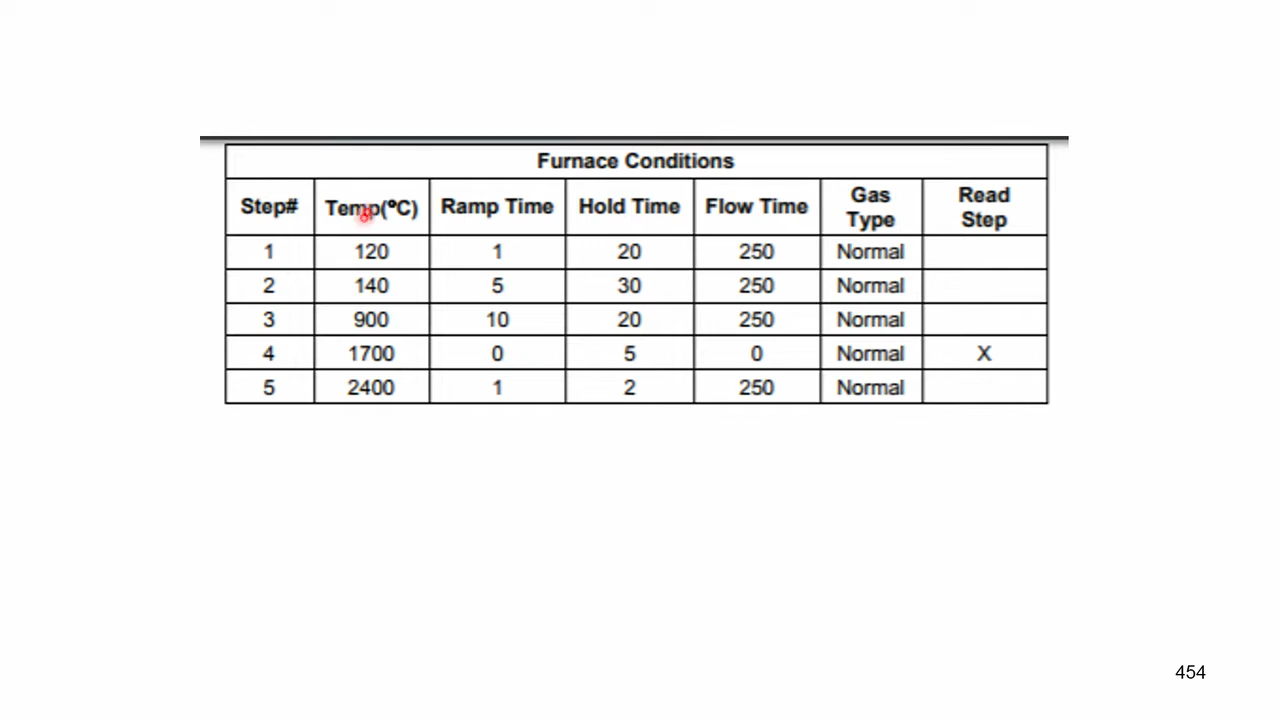 Furnace Conditions
Step# Temp(°C) Ramp Time Hold Time Flow Time Gas Type Read Step
1 120 1 20 250 Normal
2 140 5 30 250 Normal
3 900 10 20 250 Normal
4 1700 0 5 0 Normal X
5 2400 1 2 250 Normal
454